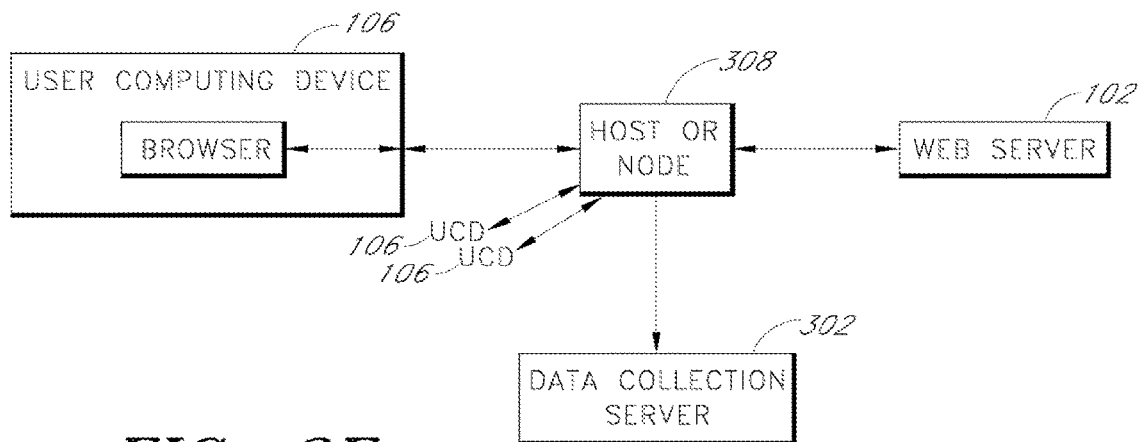 106
USER COMPUTING DEVICE
BROWSER
308
HOST OR
NODE
102
WEB SERVER
106 UCD
106 UCD
302
DATA COLLECTION
SERVER